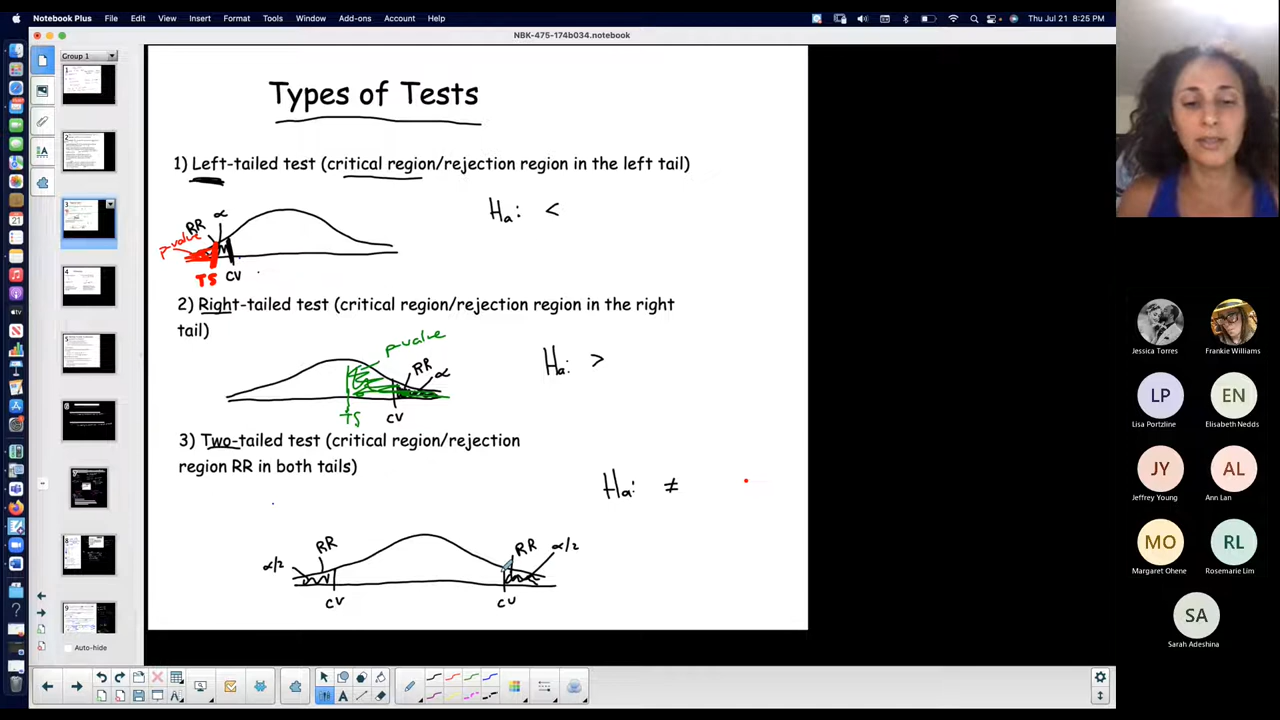 Notebook Plus File Edit View Insert Format Tools Window Add-ons Account Help Thu Jul 21 8:25 PM
NBK-475-174b034.notebook
Group 1
Types of Tests
1) Left-tailed test (critical region/rejection region in the left tail)
Ha: <
α
RR
p-value
TS CV
2) Right-tailed test (critical region/rejection region in the right
tail)
p-value
RR
α
Ha: >
TS
CV
3) Two-tailed test (critical region/rejection
region RR in both tails)
Ha: ≠
α/2 RR RR α/2
CV CV
Auto-hide
Jessica Torres
Frankie Williams
LP
EN
Lisa Portzline
Elisabeth Nedds
JY
AL
Jeffrey Young
Ann Lan
MO
RL
Margaret Ohene
Rosemarie Lim
SA
Sarah Adeshina